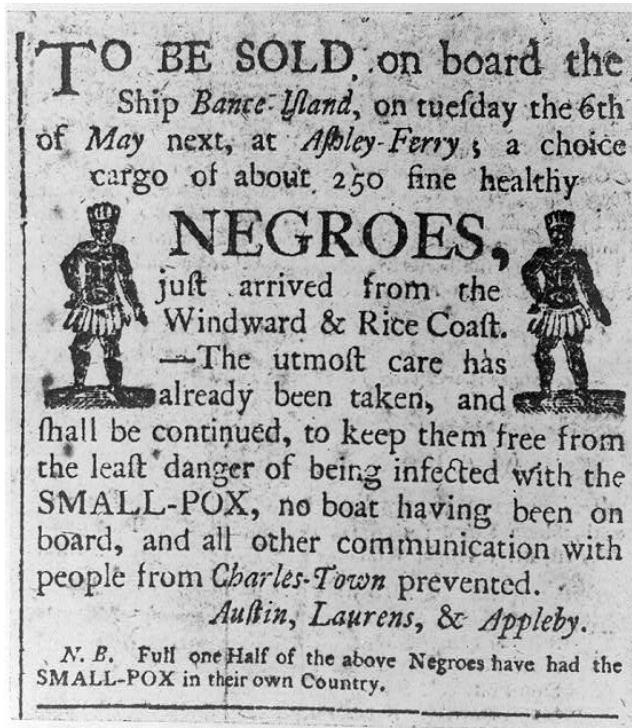 TO BE SOLD, on board the
Ship Bance-Iſland, on tueſday the 6th
of May next, at Aſhley-Ferry; a choice
cargo of about 250 fine healthy
NEGROES,
juſt arrived from the
Windward & Rice Coaſt.
—The utmoſt care has
already been taken, and
ſhall be continued, to keep them free from
the leaſt danger of being infected with the
SMALL-POX, no boat having been on
board, and all other communication with
people from Charles-Town prevented.
Auſtin, Laurens, & Appleby.
N. B. Full one Half of the above Negroes have had the
SMALL-POX in their own Country.